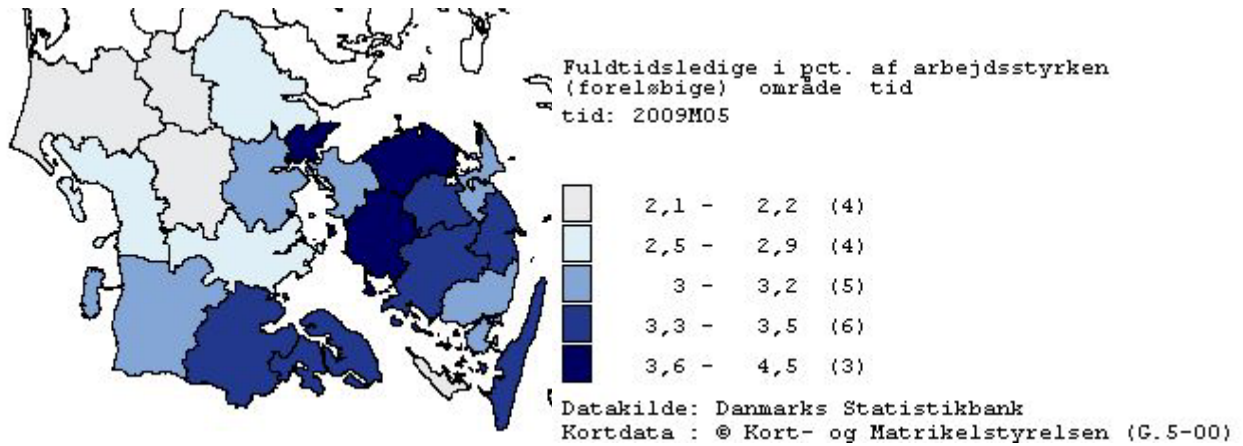 Fuldtidsledige i pct. af arbejdsstyrken
(foreløbige) område tid
tid: 2009M05
2,1 - 2,2 (4)
2,5 - 2,9 (4)
3 - 3,2 (5)
3,3 - 3,5 (6)
3,6 - 4,5 (3)
Datakilde: Danmarks Statistikbank
Kortdata : © Kort- og Matrikelstyrelsen (G.5-00)